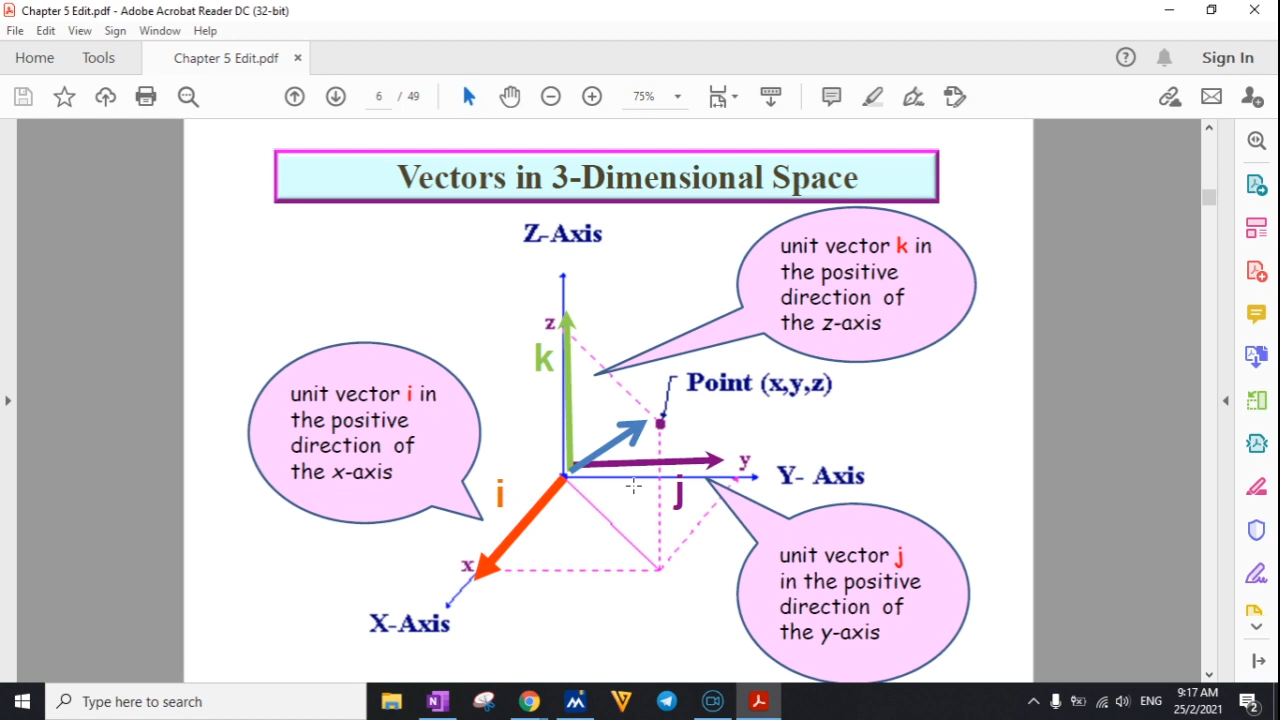 Chapter 5 Edit.pdf - Adobe Acrobat Reader DC (32-bit)
File Edit View Sign Window Help
Home Tools Chapter 5 Edit.pdf × Sign In
6 / 49 75%
Vectors in 3-Dimensional Space
Z-Axis
unit vector k in
the positive
direction of
the z-axis
z
k
Point (x,y,z)
unit vector i in
the positive
direction of
the x-axis
y
Y- Axis
i
j
x
X-Axis
unit vector j
in the positive
direction of
the y-axis
Type here to search
ENG
9:17 AM
25/2/2021
2